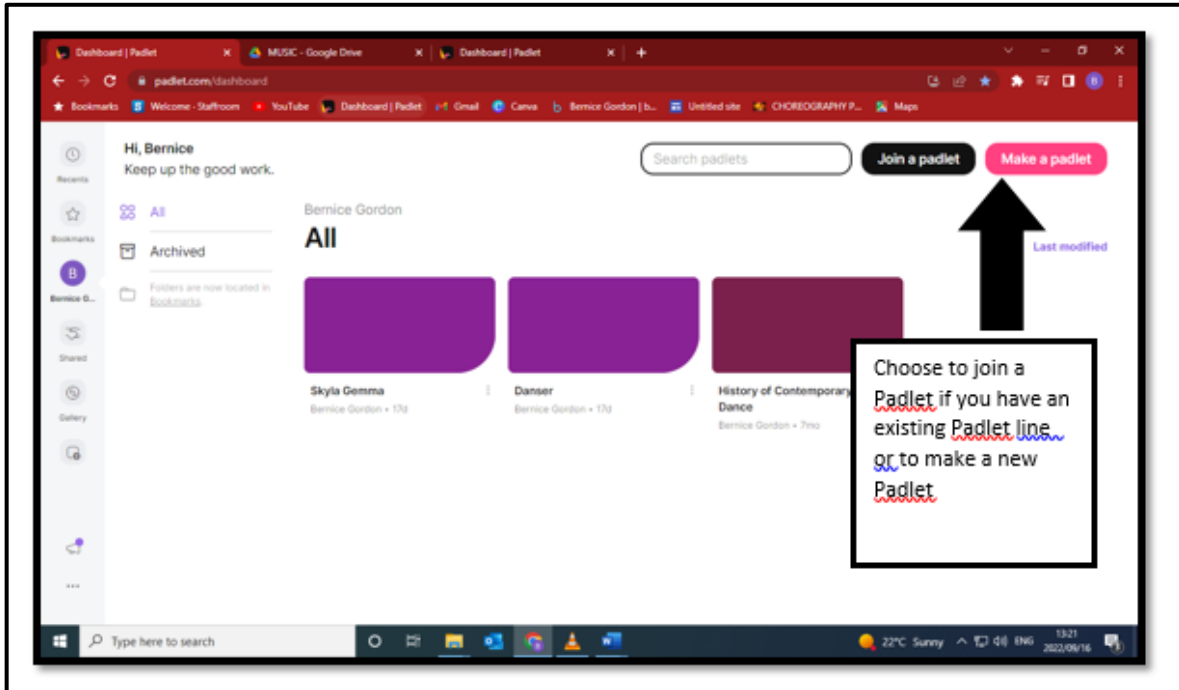 Dashboard | Padlet
MUSIC - Google Drive
Dashboard | Padlet
padlet.com/dashboard
Bookmarks Welcome - Staffroom YouTube Dashboard | Padlet Gmail Canva Bernice Gordon | b... Untitled site CHOREOGRAPHY P... Maps
B
Hi, Bernice
Keep up the good work.
Search padlets
Join a padlet
Make a padlet
Recents
Bookmarks
B
Bernice G...
Shared
Gallery
...
All
Archived
Folders are now located in
Bookmarks.
Bernice Gordon
All
Last modified
Skyla Gemma
Bernice Gordon • 17d
Danser
Bernice Gordon • 17d
History of Contemporary
Dance
Bernice Gordon • 7mo
Choose to join a
Padlet if you have an
existing Padlet line
or to make a new
Padlet
Type here to search
22°C Sunny
ENG
13:21
2022/09/16